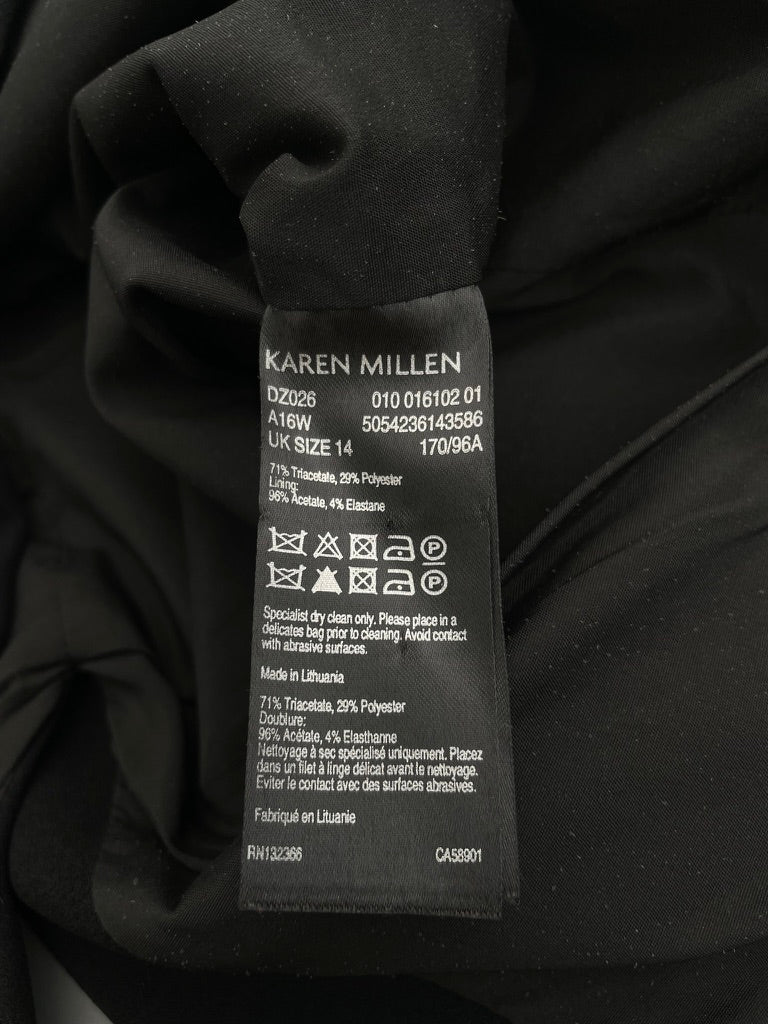 KAREN MILLEN
DZ026 010 016102 01
A16W 5054236143586
UK SIZE 14 170/96A
71% Triacetate, 29% Polyester
Lining:
96% Acetate, 4% Elastane
P
P
Specialist dry clean only. Please place in a
delicates bag prior to cleaning. Avoid contact
with abrasive surfaces.
Made in Lithuania
71% Triacetate, 29% Polyester
Doublure:
96% Acétate, 4% Elasthanne
Nettoyage à sec spécialisé uniquement. Placez
dans un filet à linge délicat avant le nettoyage.
Eviter le contact avec des surfaces abrasives.
Fabriqué en Lituanie
RN132366 CA58901